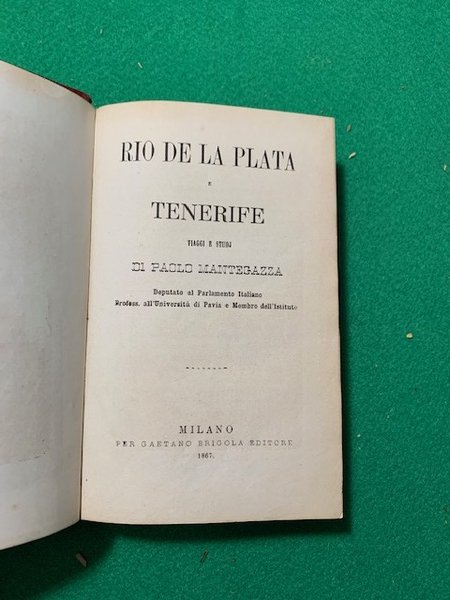 RIO DE LA PLATA
E
TENERIFE
VIAGGI E STUDJ
DI PAOLO MANTEGAZZA
Deputato al Parlamento Italiano
Profess. all'Università di Pavia e Membro dell'Istituto
MILANO
PER GAETANO BRIGOLA EDITORE
1867.